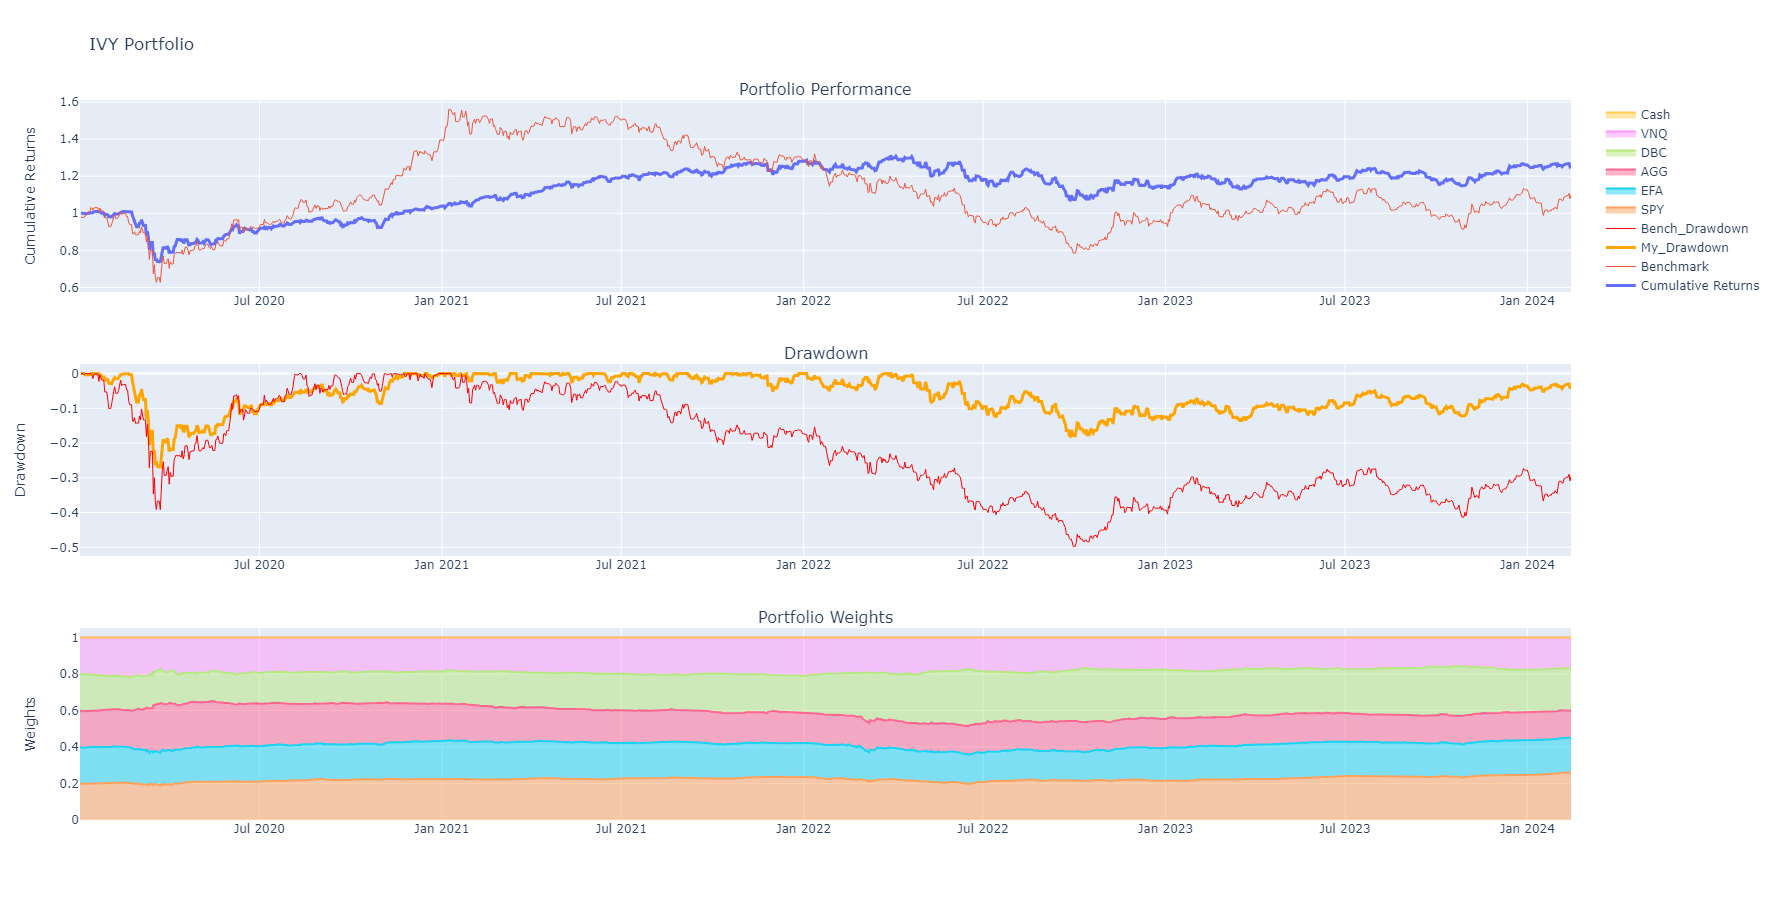 IVY Portfolio
Portfolio Performance
Cumulative Returns
1.6
1.4
1.2
1
0.8
0.6
Jul 2020 Jan 2021 Jul 2021 Jan 2022 Jul 2022 Jan 2023 Jul 2023 Jan 2024
Cash
VNQ
DBC
AGG
EFA
SPY
Bench_Drawdown
My_Drawdown
Benchmark
Cumulative Returns
Drawdown
Drawdown
0
−0.1
−0.2
−0.3
−0.4
−0.5
Jul 2020 Jan 2021 Jul 2021 Jan 2022 Jul 2022 Jan 2023 Jul 2023 Jan 2024
Portfolio Weights
Weights
1
0.8
0.6
0.4
0.2
0
Jul 2020 Jan 2021 Jul 2021 Jan 2022 Jul 2022 Jan 2023 Jul 2023 Jan 2024